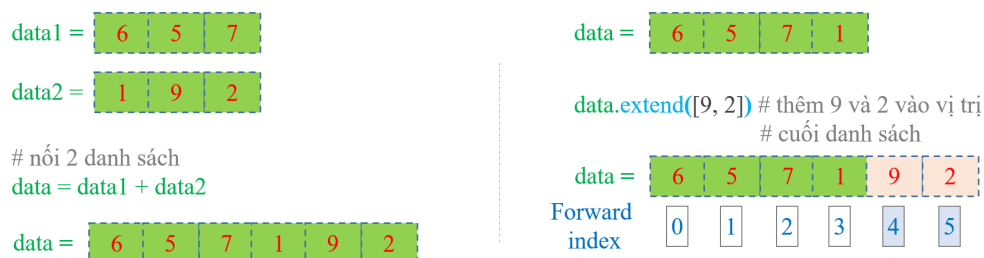 data1 = 6 5 7
data2 = 1 9 2
# nối 2 danh sách
data = data1 + data2
data = 6 5 7 1 9 2
data = 6 5 7 1
data.extend([9, 2]) # thêm 9 và 2 vào vị trị
# cuối danh sách
data = 6 5 7 1 9 2
Forward
index 0 1 2 3 4 5